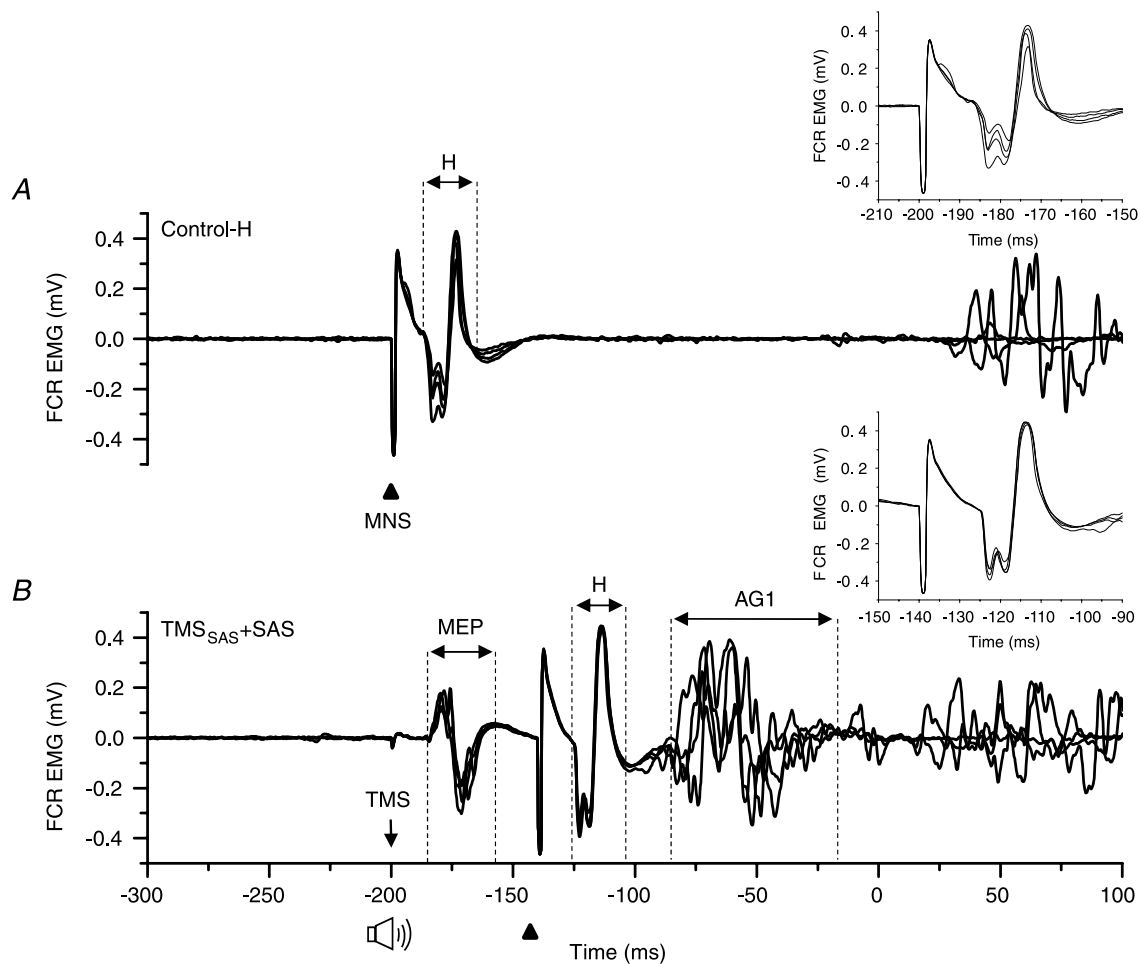 0.4
0.2
0.0
-0.2
-0.4
FCR EMG (mV)
-210 -200 -190 -180 -170 -160 -150
Time (ms)
A
Control-H
H
0.4
0.2
0.0
-0.2
-0.4
FCR EMG (mV)
MNS
0.4
0.2
0.0
-0.2
-0.4
FCR EMG (mV)
-150 -140 -130 -120 -110 -100 -90
Time (ms)
B
TMSSAS+SAS
MEP
H
AG1
0.4
0.2
0.0
-0.2
-0.4
FCR EMG (mV)
TMS
-300 -250 -200 -150 -100 -50 0 50 100
Time (ms)